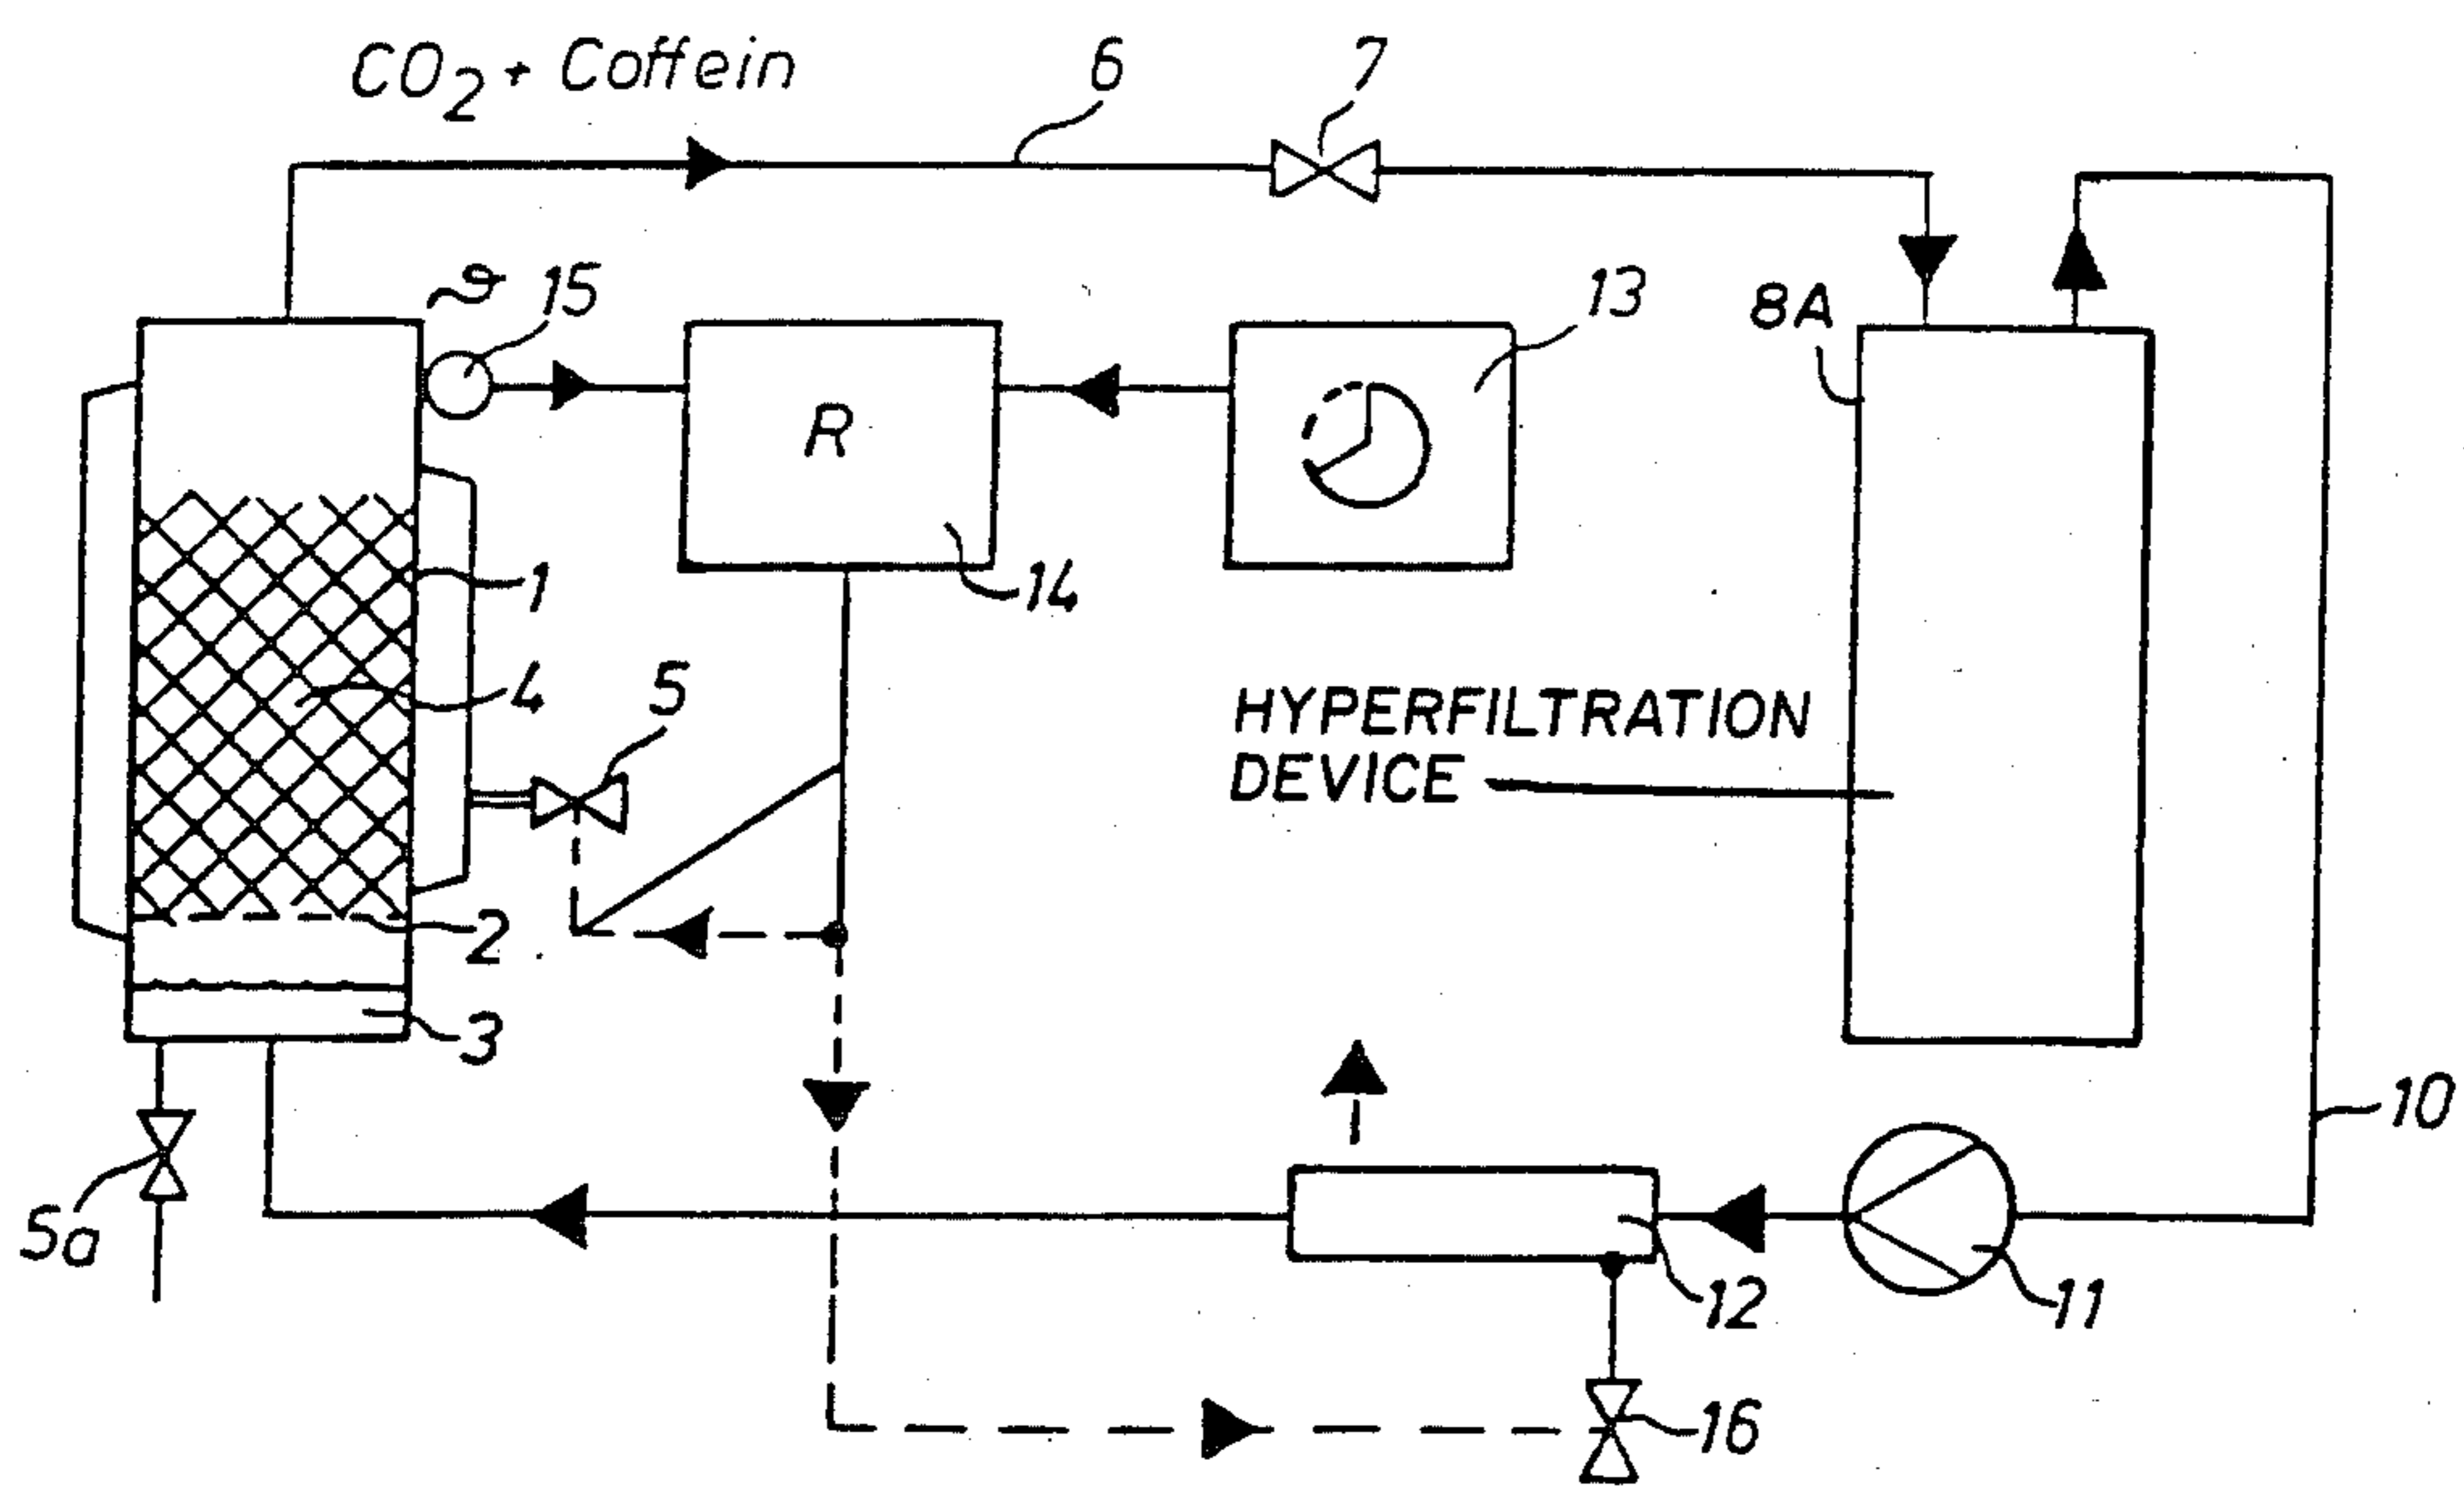 CO2 + Coffein
6
7
9
15
13
8A
R
1
14
4
5
HYPERFILTRATION
DEVICE
2
3
10
5a
12
11
16